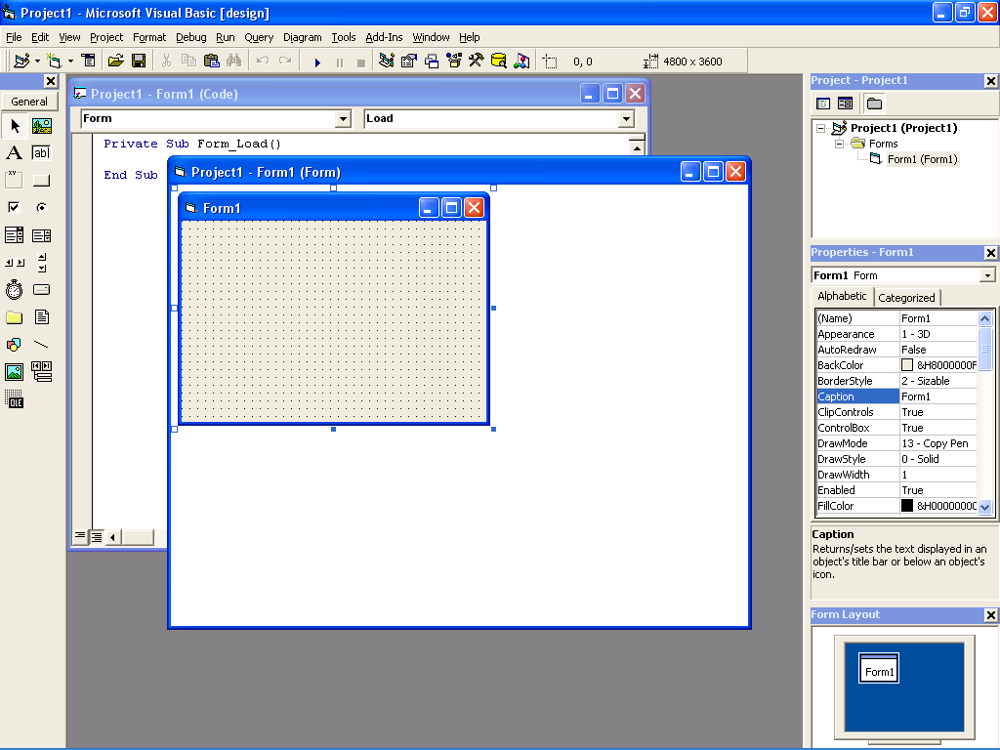 Project1 - Microsoft Visual Basic [design]
File Edit View Project Format Debug Run Query Diagram Tools Add-Ins Window Help
0, 0 4800 x 3600
General
A
ab|
xy
OLE
Project1 - Form1 (Code)
Form Load
Private Sub Form_Load()
End Sub
Project1 - Form1 (Form)
Form1
Project - Project1
Project1 (Project1)
Forms
Form1 (Form1)
Properties - Form1
Form1 Form
Alphabetic Categorized
(Name) Form1
Appearance 1 - 3D
AutoRedraw False
BackColor &H8000000F
BorderStyle 2 - Sizable
Caption Form1
ClipControls True
ControlBox True
DrawMode 13 - Copy Pen
DrawStyle 0 - Solid
DrawWidth 1
Enabled True
FillColor &H0000000
Caption
Returns/sets the text displayed in an
object's title bar or below an object's
icon.
Form Layout
Form1